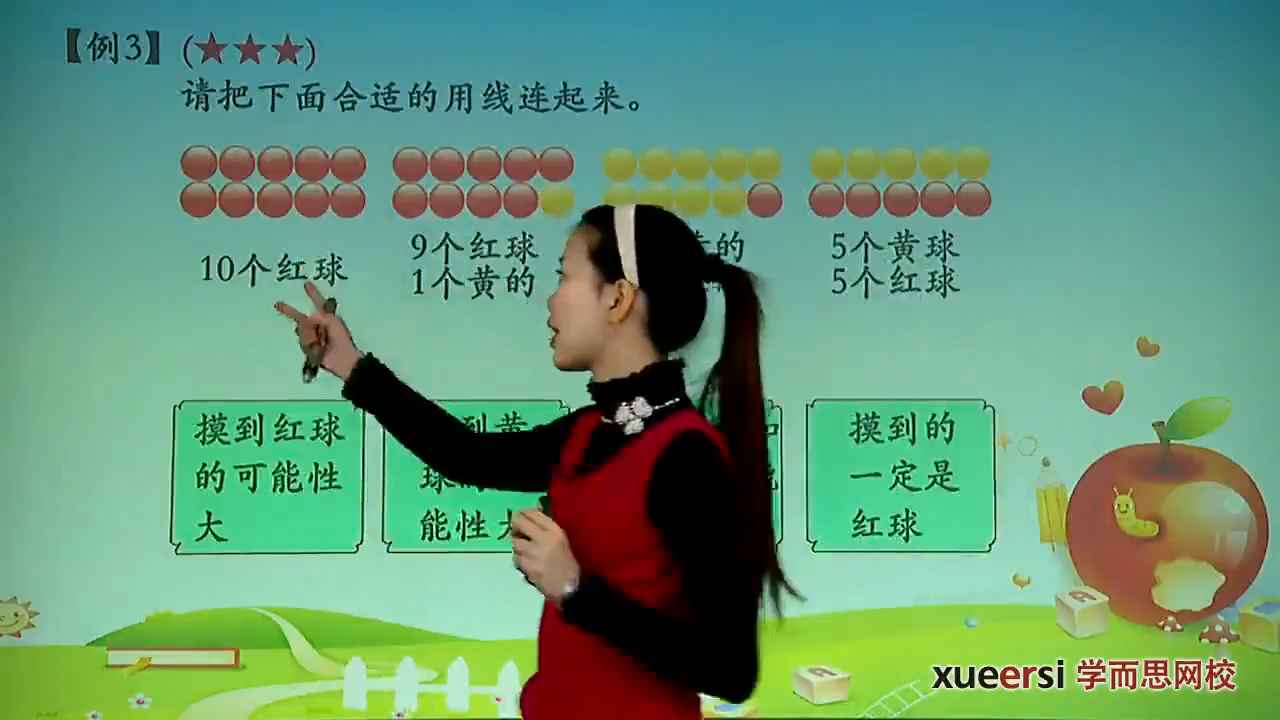 【例3】(★★★)
请把下面合适的用线连起来。
10个红球
9个红球
1个黄的
的
5个黄球
5个红球
摸到红球
的可能性
大
到黄
球的
能性大
摸到的
一定是
红球
xueersi 学而思网校